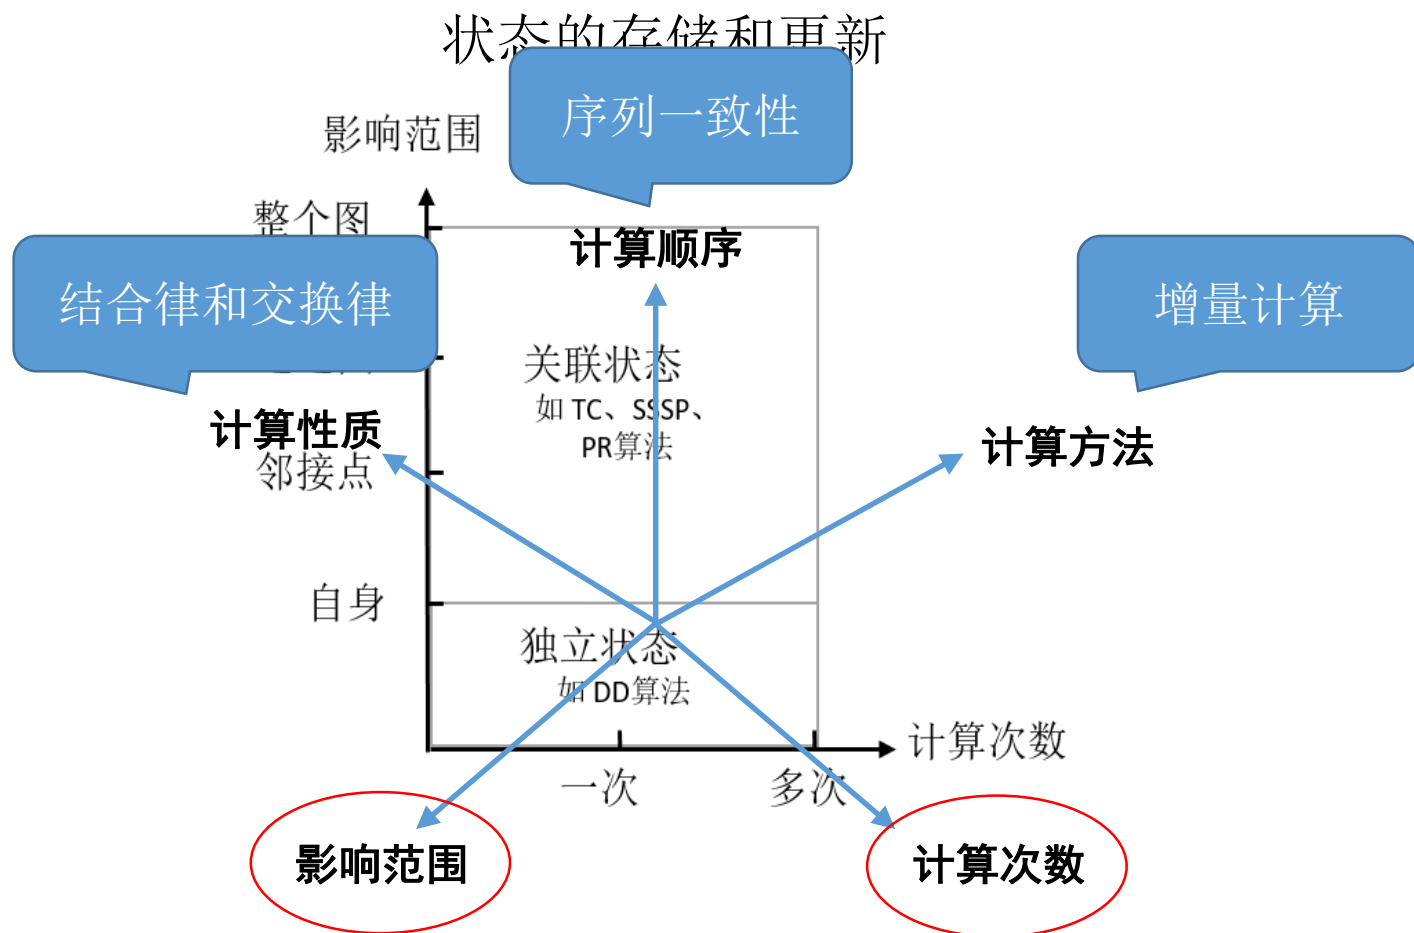 状态的存储和更新
序列一致性
影响范围
整个图
计算顺序
结合律和交换律
增量计算
关联状态
如 TC、SSSP、
PR算法
计算性质
计算方法
邻接点
自身
独立状态
如 DD算法
计算次数
一次
多次
影响范围
计算次数